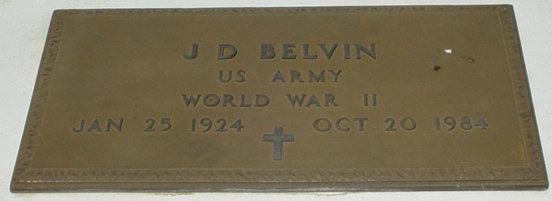 J D BELVIN
US ARMY
WORLD WAR II
JAN 25 1924 OCT 20 1984